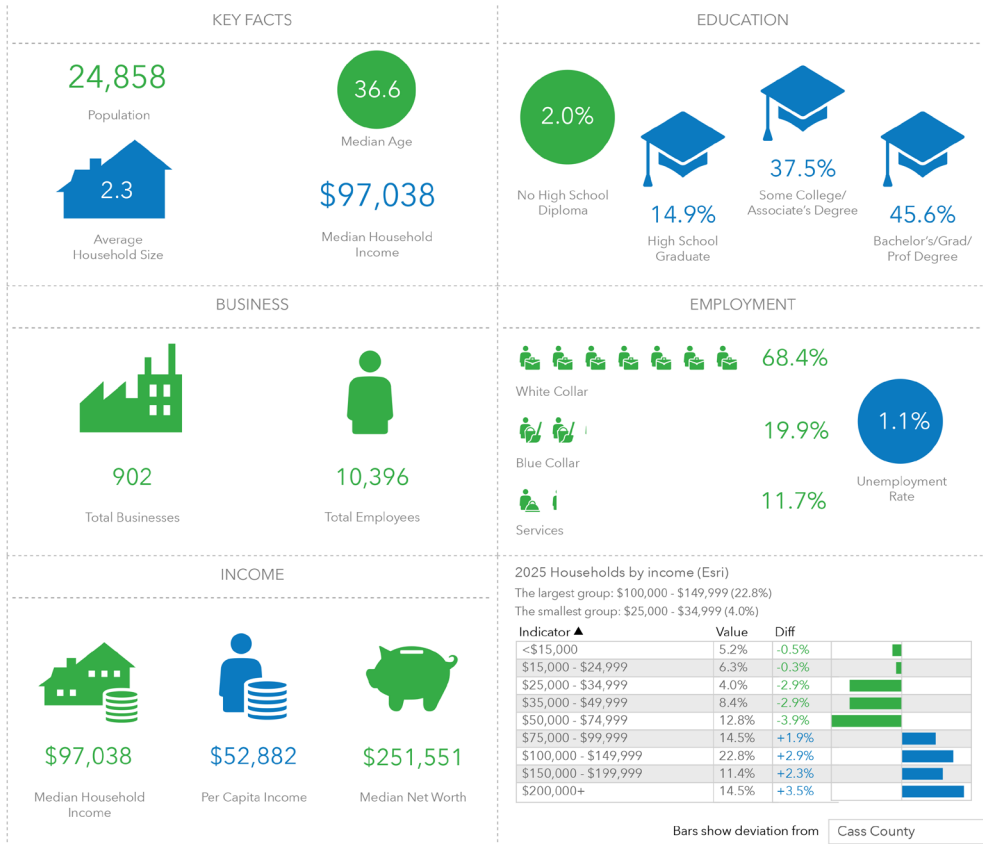 KEY FACTS
24,858
Population
36.6
Median Age
2.3
Average
Household Size
$97,038
Median Household
Income
EDUCATION
2.0%
No High School
Diploma
14.9%
High School
Graduate
37.5%
Some College/
Associate's Degree
45.6%
Bachelor's/Grad/
Prof Degree
BUSINESS
902
Total Businesses
10,396
Total Employees
EMPLOYMENT
68.4%
White Collar
19.9%
Blue Collar
11.7%
Services
1.1%
Unemployment
Rate
INCOME
$97,038
Median Household
Income
$52,882
Per Capita Income
$251,551
Median Net Worth
2025 Households by income (Esri)
The largest group: $100,000 - $149,999 (22.8%)
The smallest group: $25,000 - $34,999 (4.0%)
Indicator ▲ Value Diff
<$15,000 5.2% -0.5%
$15,000 - $24,999 6.3% -0.3%
$25,000 - $34,999 4.0% -2.9%
$35,000 - $49,999 8.4% -2.9%
$50,000 - $74,999 12.8% -3.9%
$75,000 - $99,999 14.5% +1.9%
$100,000 - $149,999 22.8% +2.9%
$150,000 - $199,999 11.4% +2.3%
$200,000+ 14.5% +3.5%
Bars show deviation from Cass County